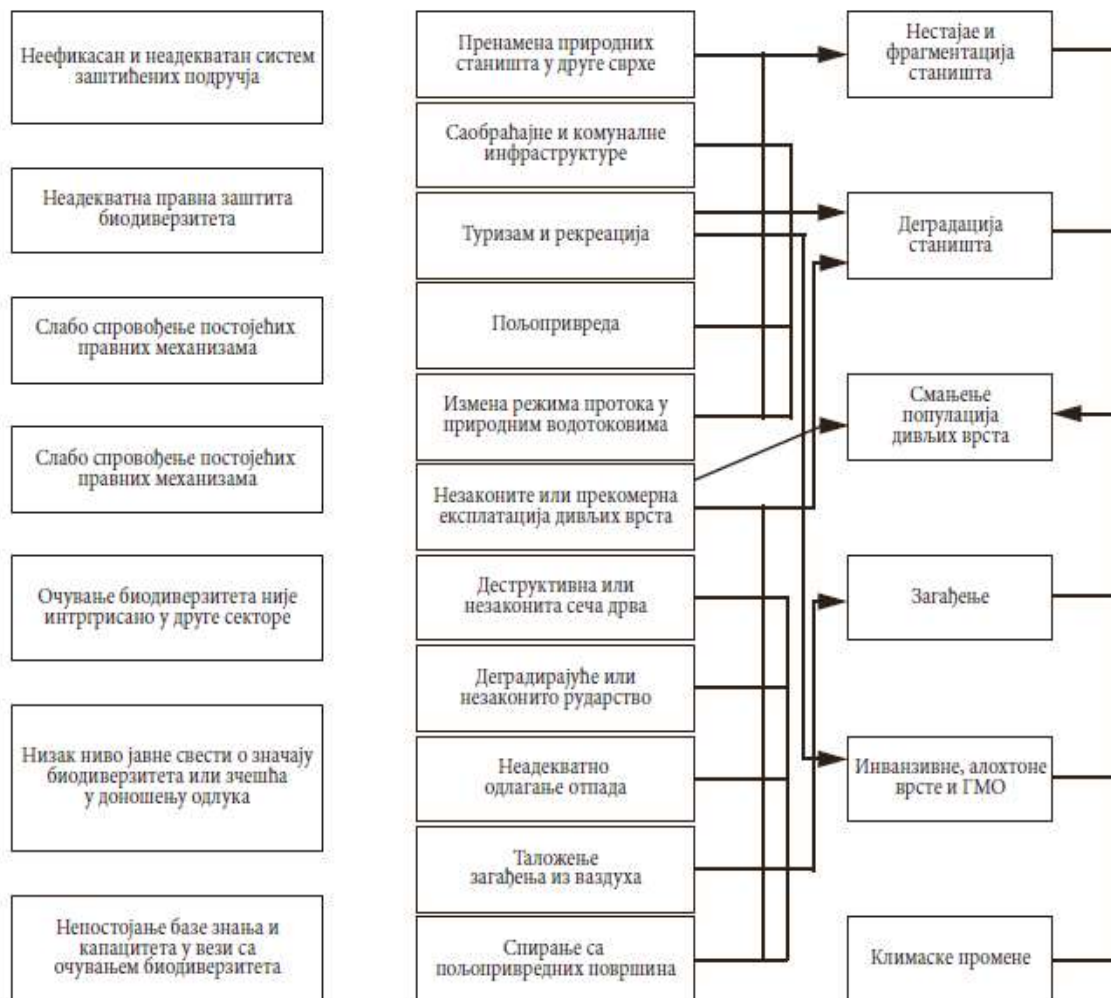 Неефикасан и неадекватан систем
заштићених подручја
Неадекватна правна заштита
биодиверзитета
Слабо спровођење постојећих
правних механизама
Слабо спровођење постојећих
правних механизама
Очување биодиверзитета није
интргрисано у друге секторе
Низак ниво јавне свести о значају
биодиверзитета или зчешћа
у доношењу одлука
Непостојање базе знања и
капацитета у вези са
очувањем биодиверзитета
Пренамена природних
станишта у друге сврхе
Саобраћајне и комуналне
инфраструктуре
Туризам и рекреација
Пољопривреда
Измена режима протока у
природним водотоковима
Незаконите или прекомерна
експлатација дивљих врста
Деструктивна или
незаконита сеча дрва
Деградирајуће или
незаконито рударство
Неадекватно
одлагање отпада
Таложење
загађења из ваздуха
Спирање са
пољопривредних површина
Нестајае и
фрагментација
станишта
Деградација
станишта
Смањење
популација
дивљих врста
Загађење
Инванзивне, алохтоне
врсте и ГМО
Климаске промене